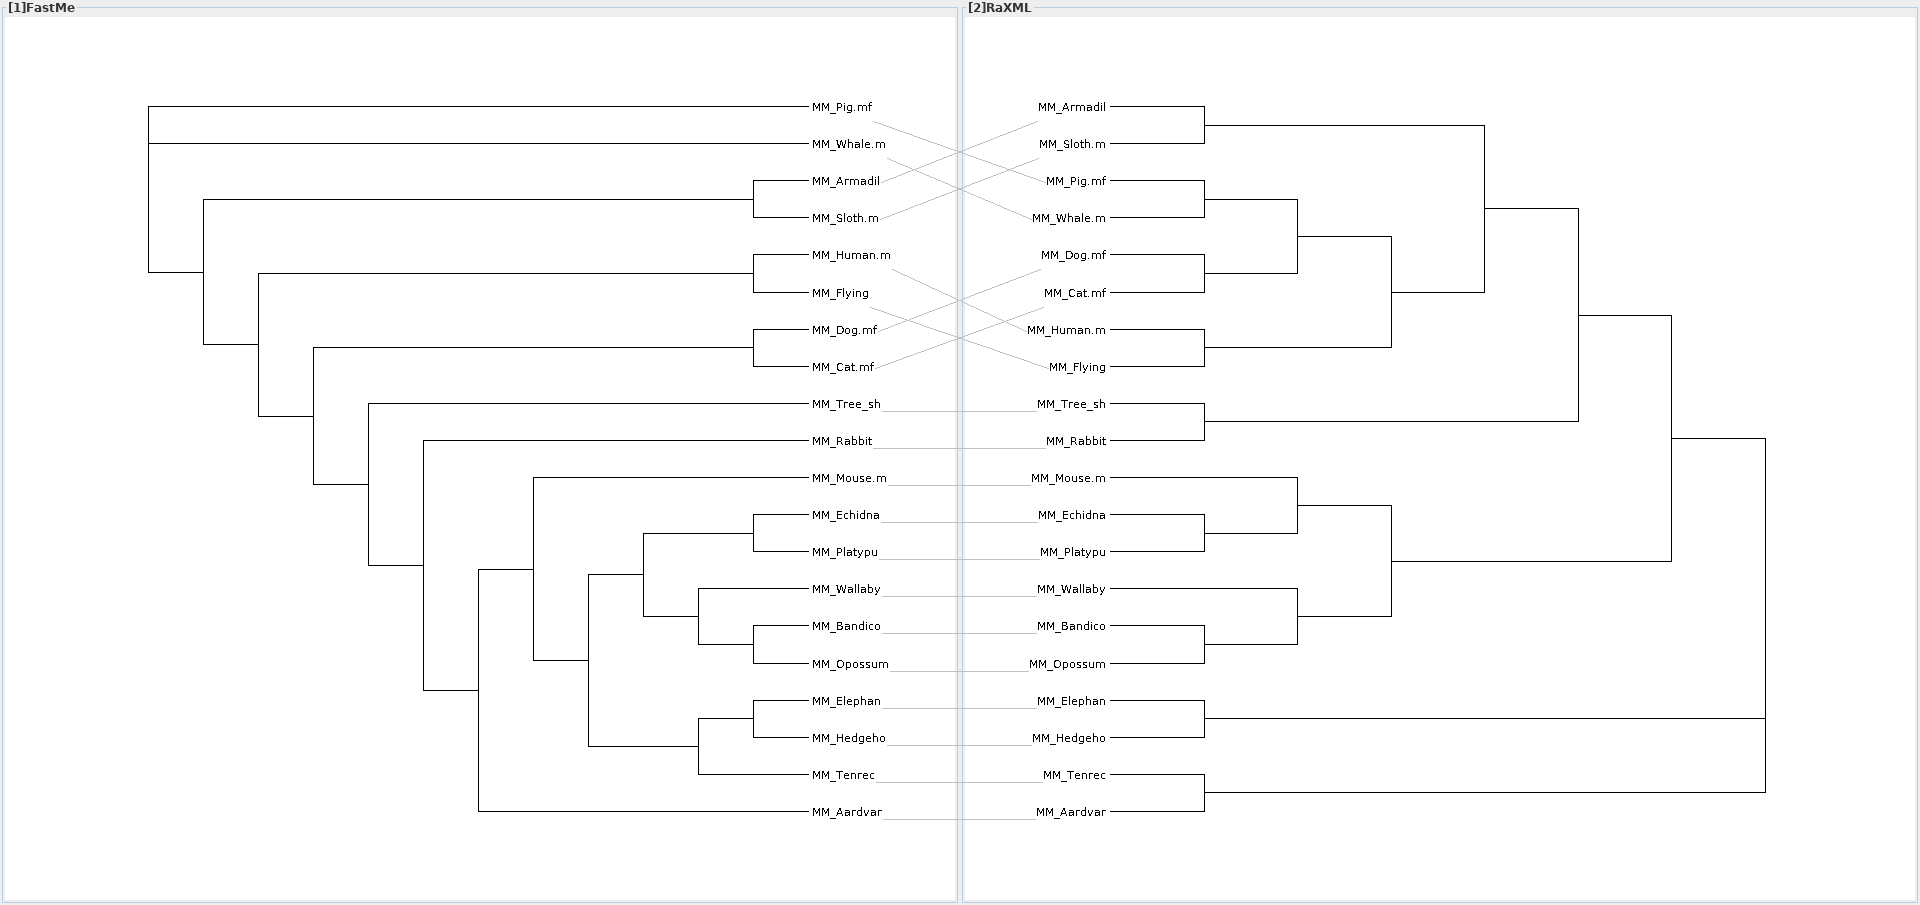 [1]FastMe
MM_Pig.mf
MM_Whale.m
MM_Armadil
MM_Sloth.m
MM_Human.m
MM_Flying
MM_Dog.mf
MM_Cat.mf
MM_Tree_sh
MM_Rabbit
MM_Mouse.m
MM_Echidna
MM_Platypu
MM_Wallaby
MM_Bandico
MM_Opossum
MM_Elephan
MM_Hedgeho
MM_Tenrec
MM_Aardvar
[2]RaXML
MM_Armadil
MM_Sloth.m
MM_Pig.mf
MM_Whale.m
MM_Dog.mf
MM_Cat.mf
MM_Human.m
MM_Flying
MM_Tree_sh
MM_Rabbit
MM_Mouse.m
MM_Echidna
MM_Platypu
MM_Wallaby
MM_Bandico
MM_Opossum
MM_Elephan
MM_Hedgeho
MM_Tenrec
MM_Aardvar